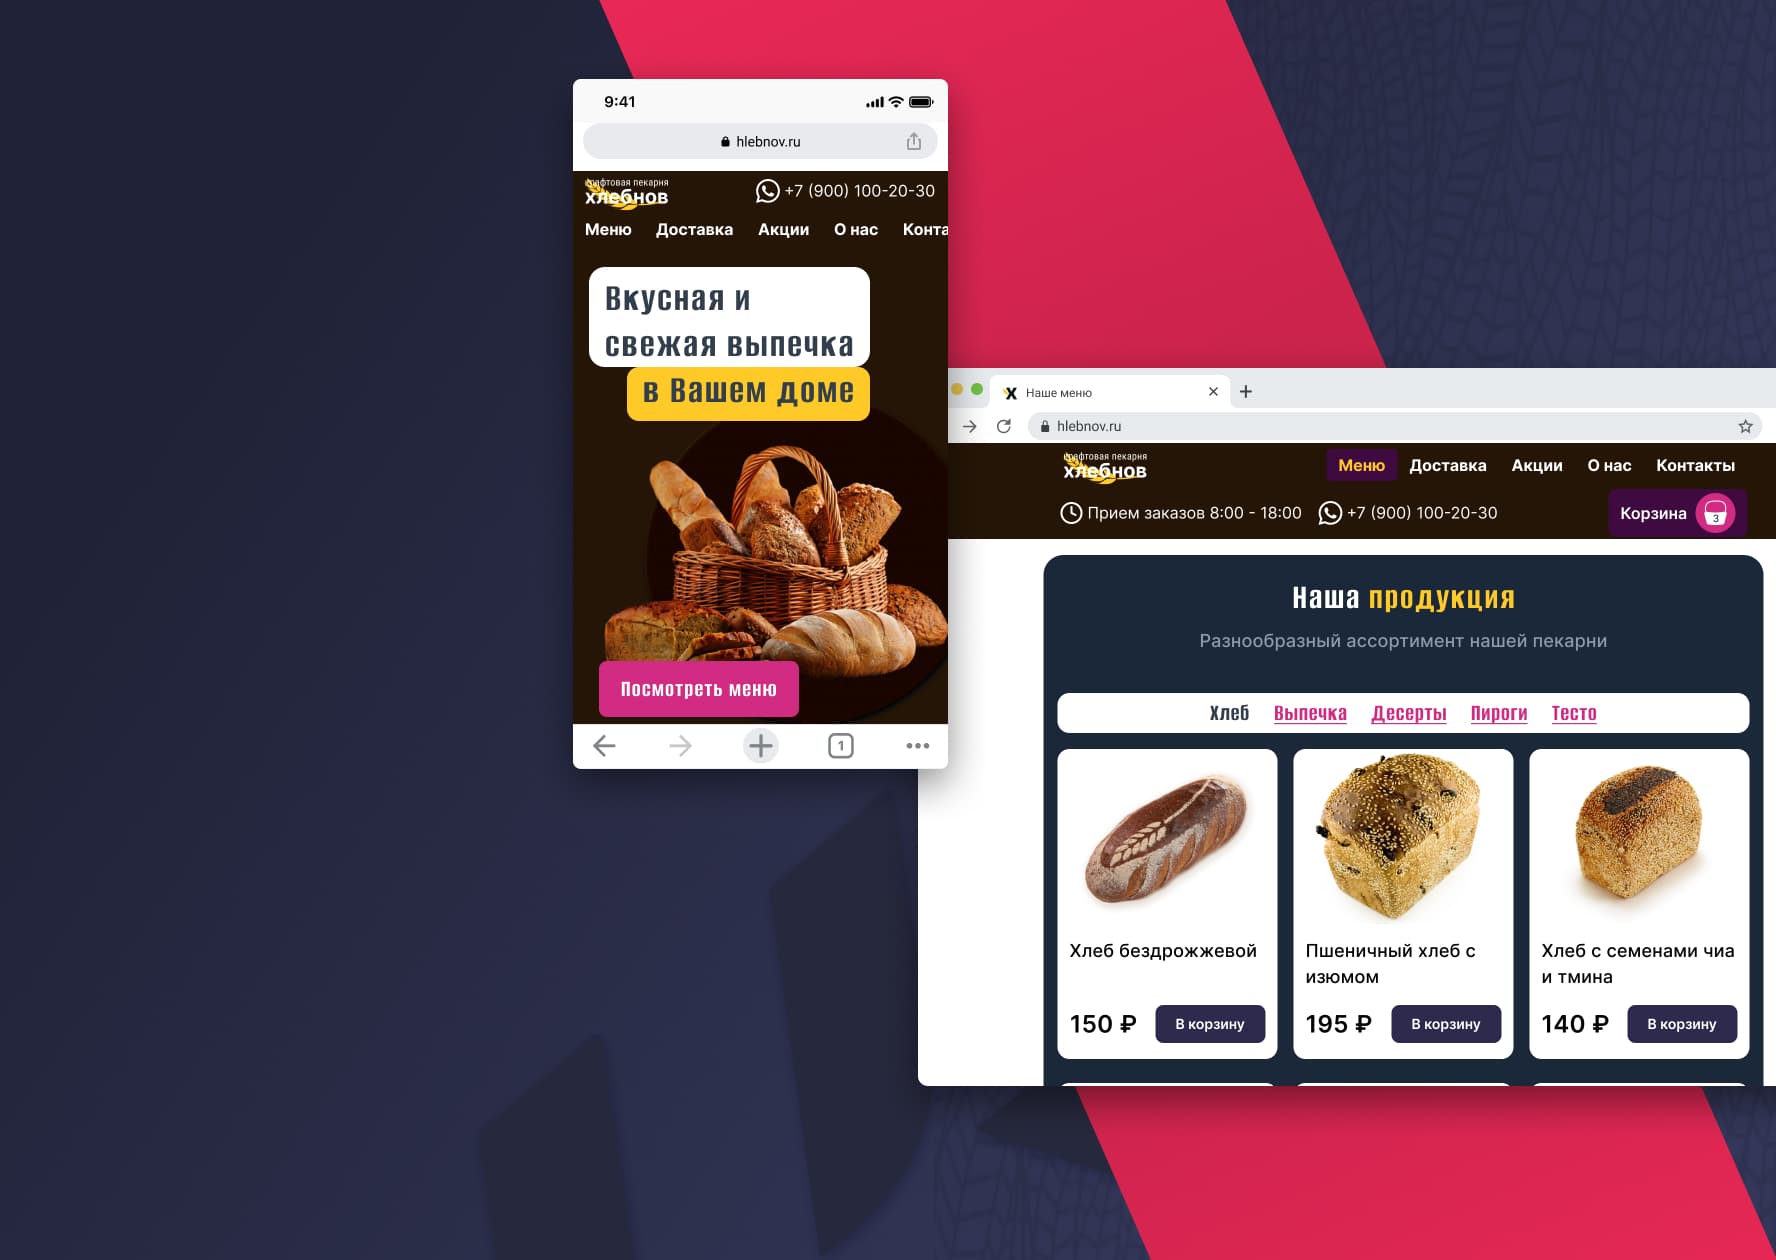 9:41
hlebnov.ru
крафтовая пекарня
хлебнов
+7 (900) 100-20-30
Меню Доставка Акции О нас Конта
Вкусная и
свежая выпечка
в Вашем доме
Посмотреть меню
1
Наше меню
hlebnov.ru
крафтовая пекарня
хлебнов
Меню Доставка Акции О нас Контакты
Прием заказов 8:00 - 18:00 +7 (900) 100-20-30
Корзина 3
Наша продукция
Разнообразный ассортимент нашей пекарни
Хлеб Выпечка Десерты Пироги Тесто
Хлеб бездрожжевой
150 ₽ В корзину
Пшеничный хлеб с
изюмом
195 ₽ В корзину
Хлеб с семенами чиа
и тмина
140 ₽ В корзину